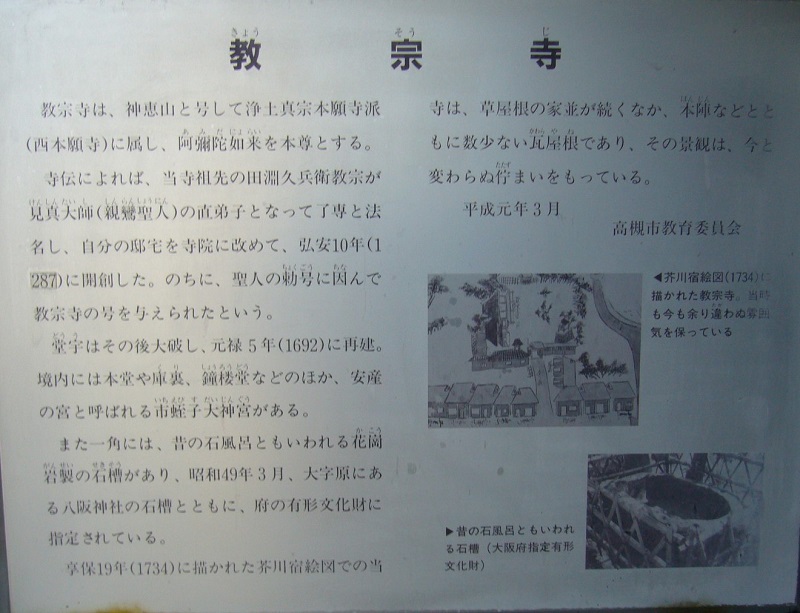 教宗寺
きょう そう じ
教宗寺は、神恵山と号して浄土真宗本願寺派
(西本願寺)に属し、阿彌陀如来を本尊とする。
寺伝によれば、当寺祖先の田淵久兵衛教宗が
見真大師(親鸞聖人)の直弟子となって了専と法
名し、自分の邸宅を寺院に改めて、弘安10年(1
287)に開創した。のちに、聖人の勅号に因んで
教宗寺の号を与えられたという。
堂宇はその後大破し、元禄5年(1692)に再建。
境内には本堂や庫裏、鐘楼堂などのほか、安産
の宮と呼ばれる市蛭子大神宮がある。
また一角には、昔の石風呂ともいわれる花崗
岩製の石槽があり、昭和49年3月、大字原にあ
る八阪神社の石槽とともに、府の有形文化財に
指定されている。
享保19年(1734)に描かれた芥川宿絵図での当
寺は、草屋根の家並が続くなか、本陣などとと
もに数少ない瓦屋根であり、その景観は、今と
変わらぬ佇まいをもっている。
平成元年3月
高槻市教育委員会
◀芥川宿絵図(1734)に
描かれた教宗寺。当時
も今も余り違わぬ雰囲
気を保っている
▶昔の石風呂ともいわれ
る石槽(大阪府指定有形
文化財)